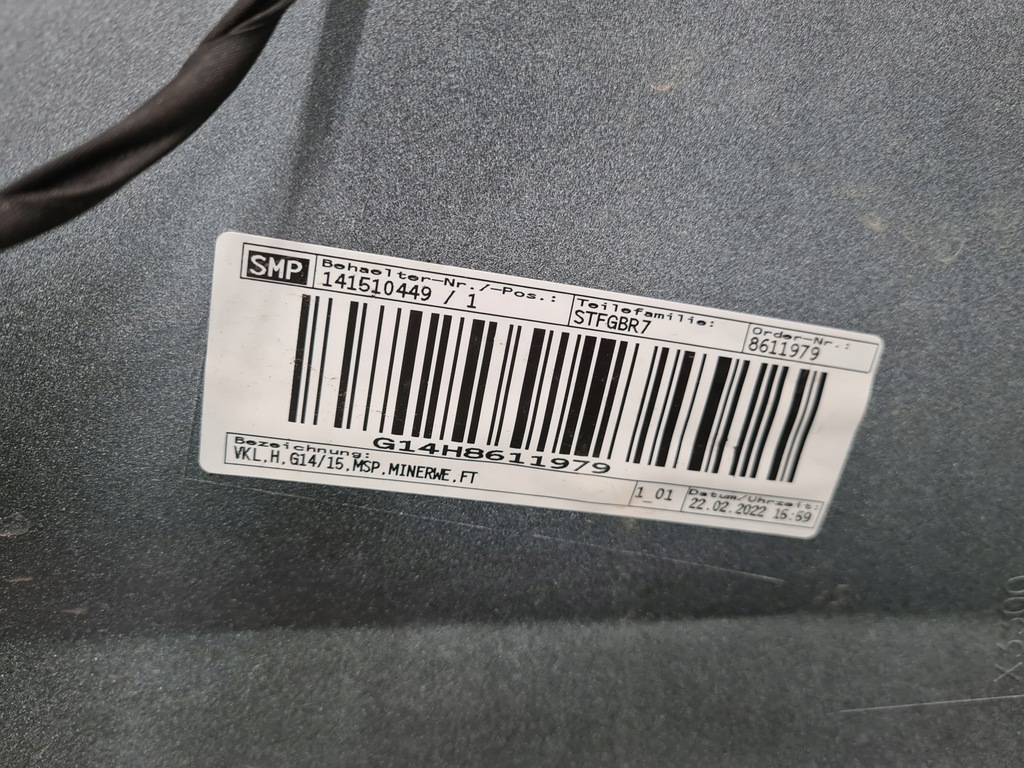 SMP
Behaelter-Nr./-Pos.:
141510449 / 1
Teilefamilie:
STFGBR7
Order-Nr.:
8611979
G14H8611979
Bezeichnung:
VKL.H.G14/15.MSP.MINERWE.FT
1_01
Datum/Uhrzeit:
22.02.2022 15:59